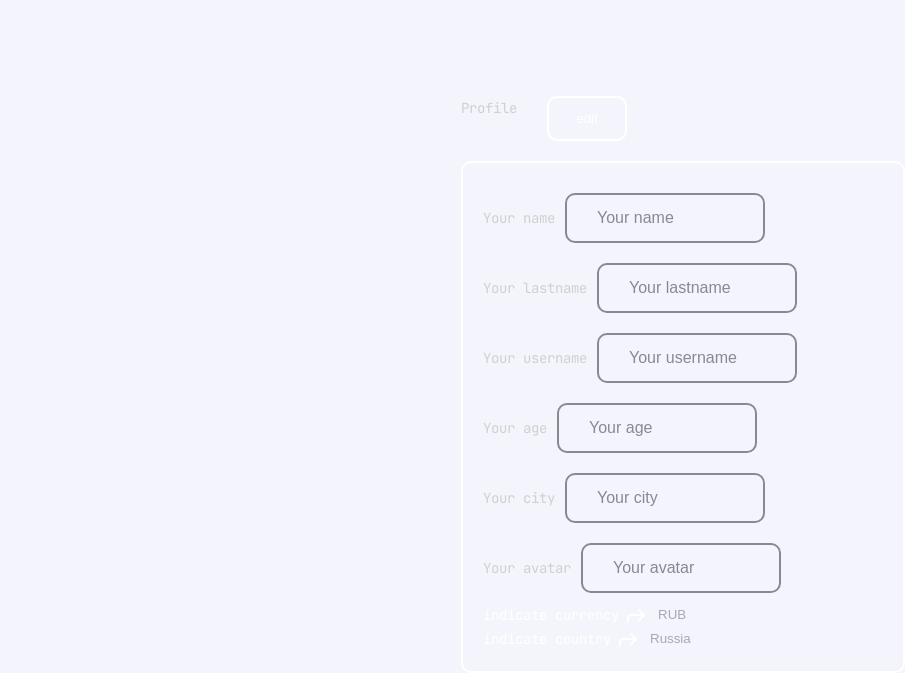 Profile
edit
Your name Your name
Your lastname Your lastname
Your username Your username
Your age Your age
Your city Your city
Your avatar Your avatar
indicate currency RUB
indicate country Russia